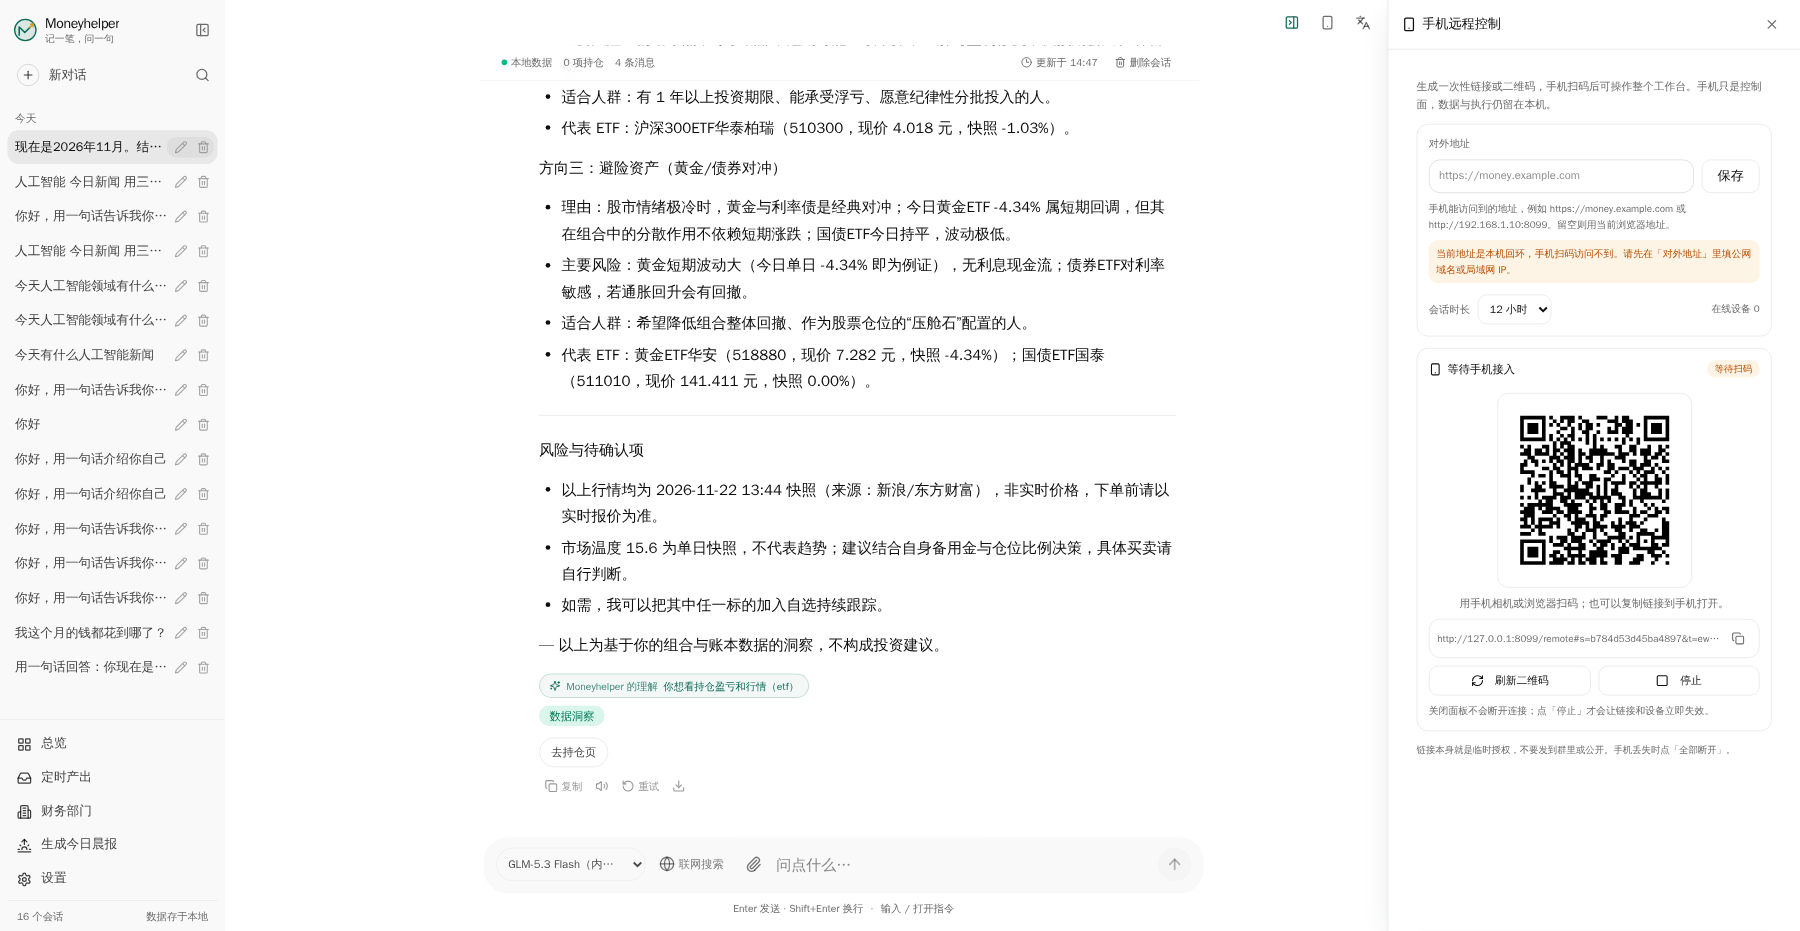 Moneyhelper
记一笔，问一句
新对话
今天
现在是2026年11月。结…
人工智能 今日新闻 用三…
你好，用一句话告诉我你…
人工智能 今日新闻 用三…
今天人工智能领域有什么…
今天人工智能领域有什么…
今天有什么人工智能新闻
你好，用一句话告诉我你…
你好
你好，用一句话介绍你自己
你好，用一句话介绍你自己
你好，用一句话告诉我你…
你好，用一句话告诉我你…
你好，用一句话告诉我你…
我这个月的钱都花到哪了？
用一句话回答：你现在是…
总览
定时产出
财务部门
生成今日晨报
设置
16 个会话 数据存于本地
本地数据 0 项持仓 4 条消息 更新于 14:47 删除会话
• 适合人群：有 1 年以上投资期限、能承受浮亏、愿意纪律性分批投入的人。
• 代表 ETF：沪深300ETF华泰柏瑞（510300，现价 4.018 元，快照 -1.03%）。
方向三：避险资产（黄金/债券对冲）
• 理由：股市情绪极冷时，黄金与利率债是经典对冲；今日黄金ETF -4.34% 属短期回调，但其
在组合中的分散作用不依赖短期涨跌；国债ETF今日持平，波动极低。
• 主要风险：黄金短期波动大（今日单日 -4.34% 即为例证），无利息现金流；债券ETF对利率
敏感，若通胀回升会有回撤。
• 适合人群：希望降低组合整体回撤、作为股票仓位的“压舱石”配置的人。
• 代表 ETF：黄金ETF华安（518880，现价 7.282 元，快照 -4.34%）；国债ETF国泰
（511010，现价 141.411 元，快照 0.00%）。
风险与待确认项
• 以上行情均为 2026-11-22 13:44 快照（来源：新浪/东方财富），非实时价格，下单前请以
实时报价为准。
• 市场温度 15.6 为单日快照，不代表趋势；建议结合自身备用金与仓位比例决策，具体买卖请
自行判断。
• 如需，我可以把其中任一标的加入自选持续跟踪。
— 以上为基于你的组合与账本数据的洞察，不构成投资建议。
Moneyhelper 的理解 你想看持仓盈亏和行情（etf）
数据洞察
去持仓页
复制 重试
GLM-5.3 Flash（内… 联网搜索 问点什么…
Enter 发送 · Shift+Enter 换行 · 输入 / 打开指令
手机远程控制
生成一次性链接或二维码，手机扫码后可操作整个工作台。手机只是控制
面，数据与执行仍留在本机。
对外地址
https://money.example.com 保存
手机能访问到的地址，例如 https://money.example.com 或
http://192.168.1.10:8099。留空则用当前浏览器地址。
当前地址是本机回环，手机扫码访问不到。请先在「对外地址」里填公网
域名或局域网 IP。
会话时长 12 小时 在线设备 0
等待手机接入 等待扫码
用手机相机或浏览器扫码；也可以复制链接到手机打开。
http://127.0.0.1:8099/remote#s=b784d53d45ba4897&t=ew…
刷新二维码 停止
关闭面板不会断开连接；点「停止」才会让链接和设备立即失效。
链接本身就是临时授权，不要发到群里或公开。手机丢失时点「全部断开」。